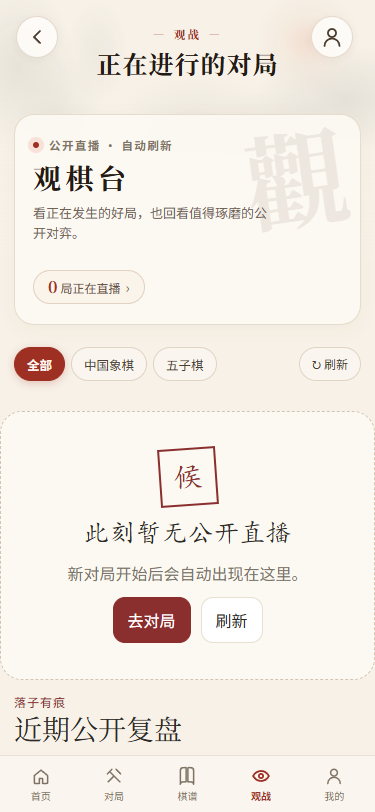 — 观战 —
正在进行的对局
公开直播 · 自动刷新
觀
观棋台
看正在发生的好局，也回看值得琢磨的公
开对弈。
0 局正在直播 ›
全部 中国象棋 五子棋 ↻ 刷新
候
此刻暂无公开直播
新对局开始后会自动出现在这里。
去对局 刷新
落子有痕
近期公开复盘
首页 对局 棋谱 观战 我的